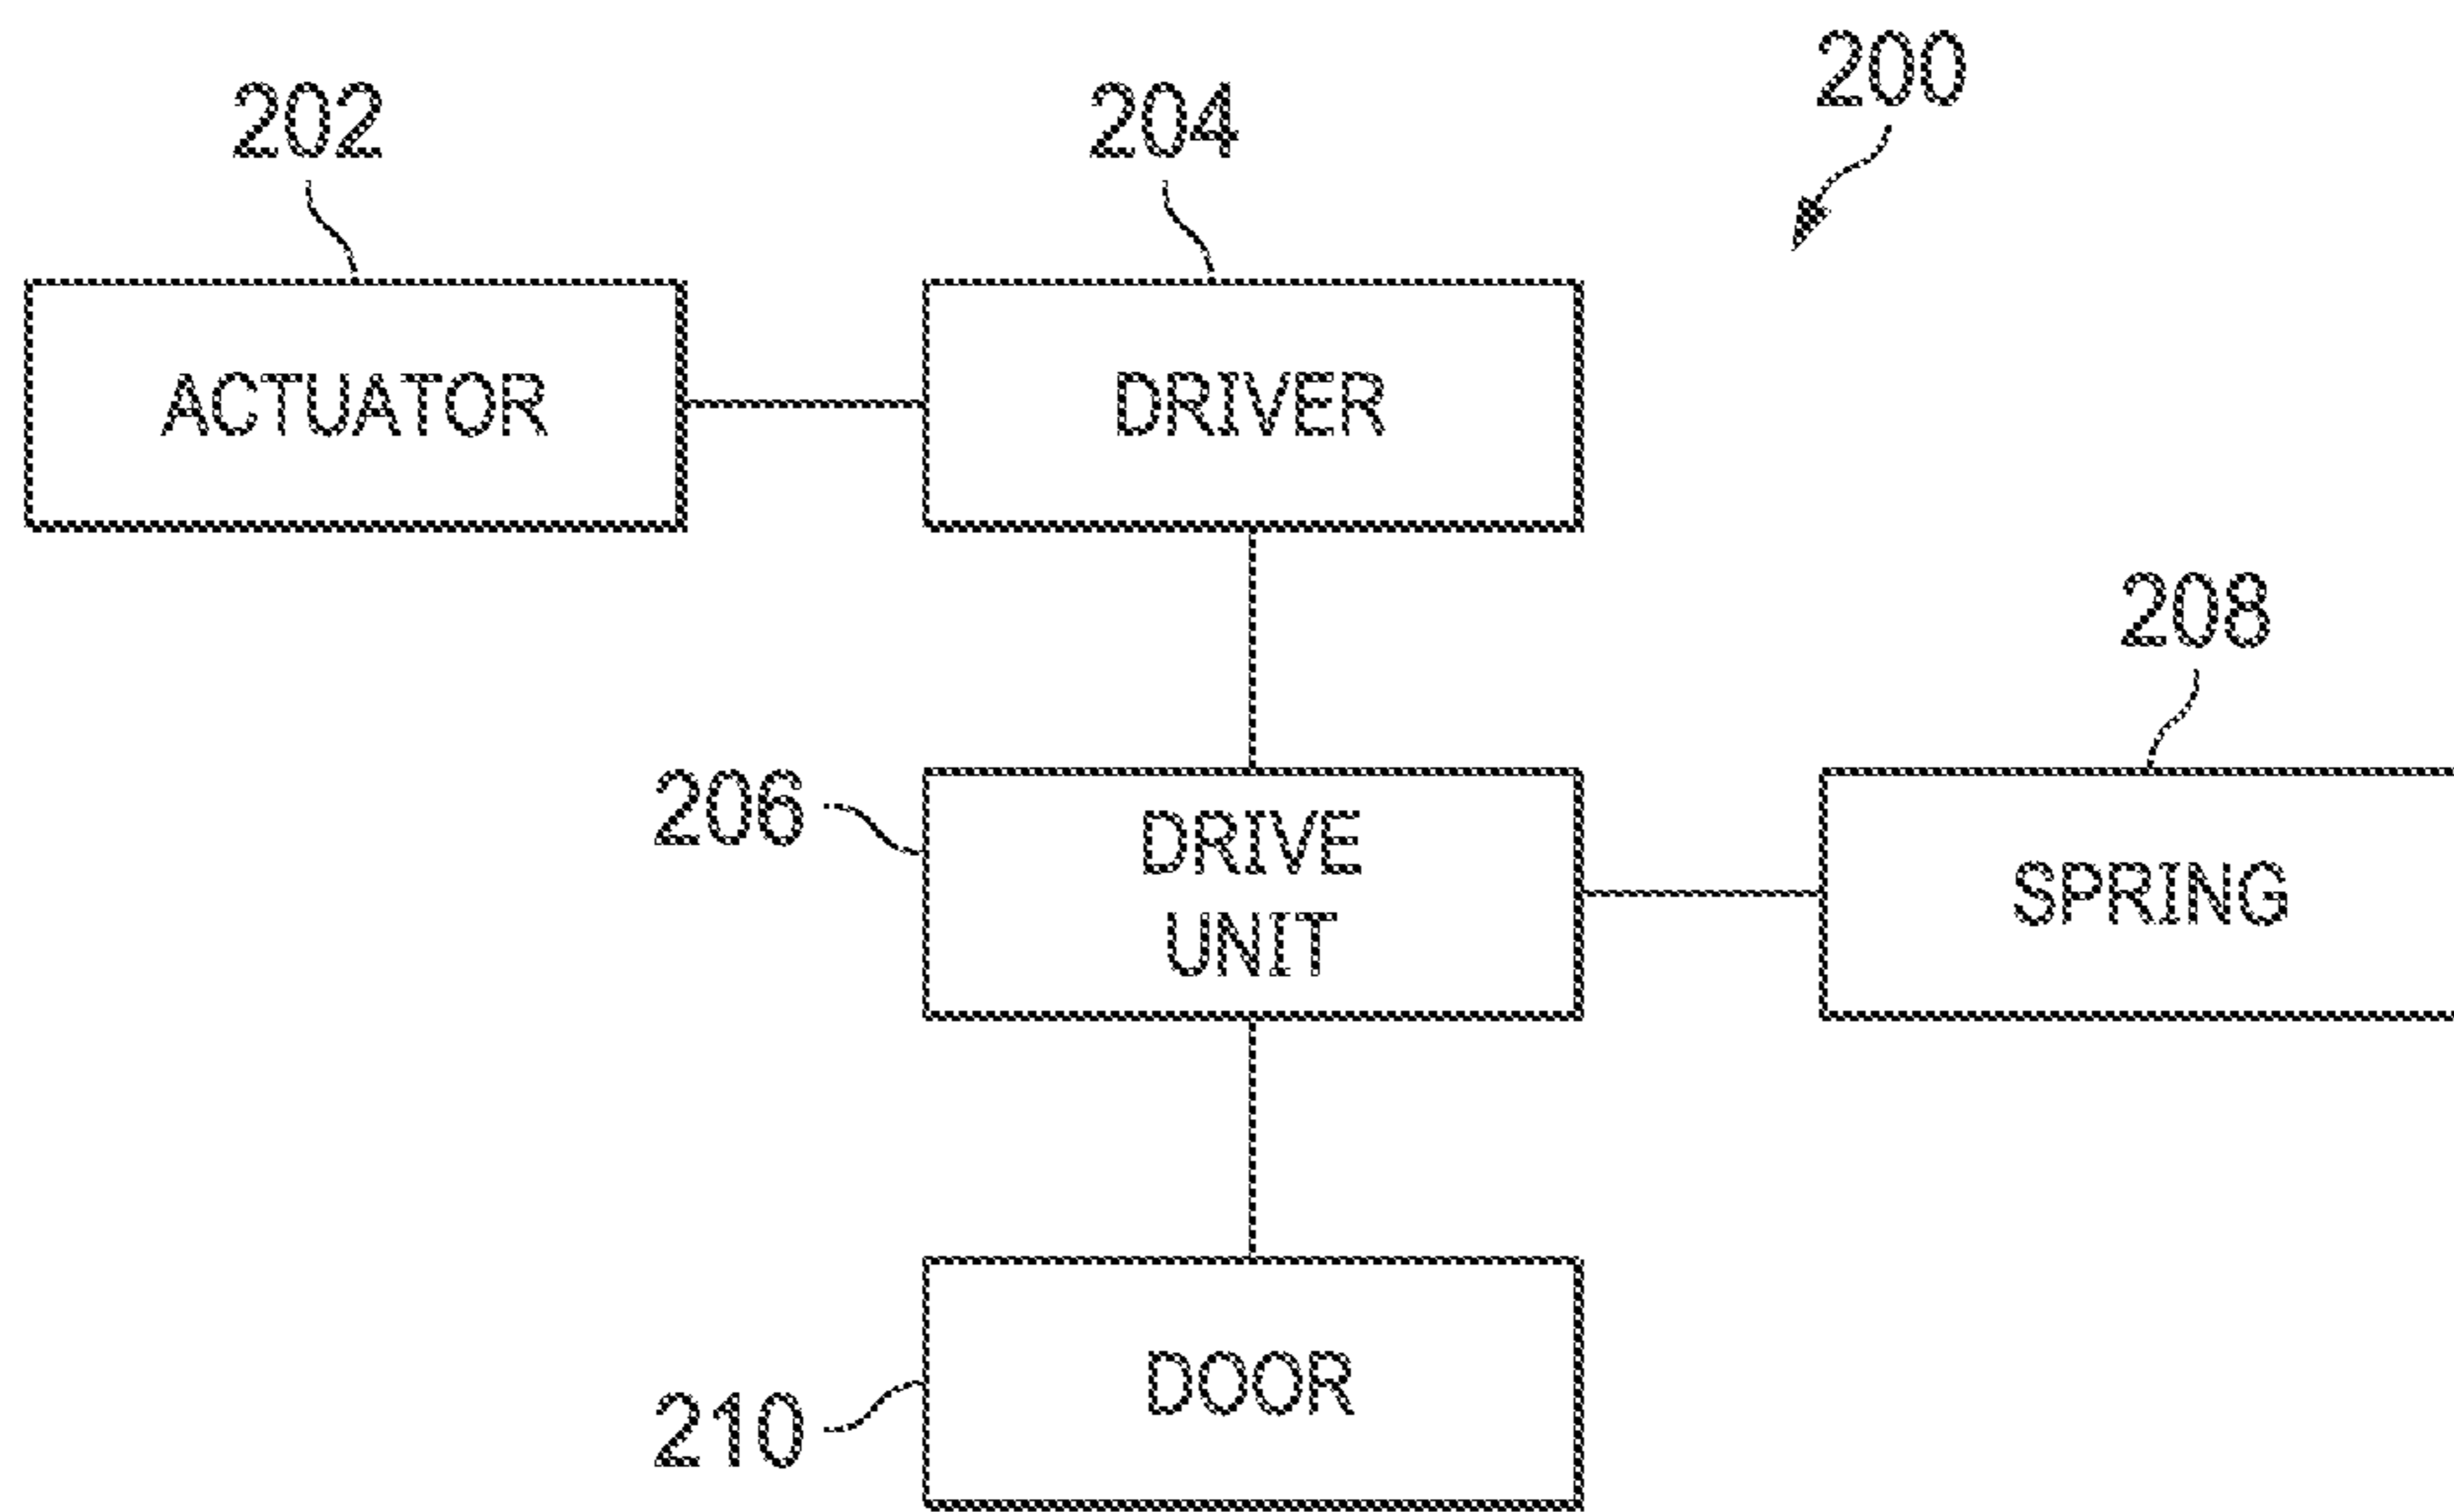 200
202
204
ACTUATOR
DRIVER
208
206
DRIVE
UNIT
SPRING
DOOR
210